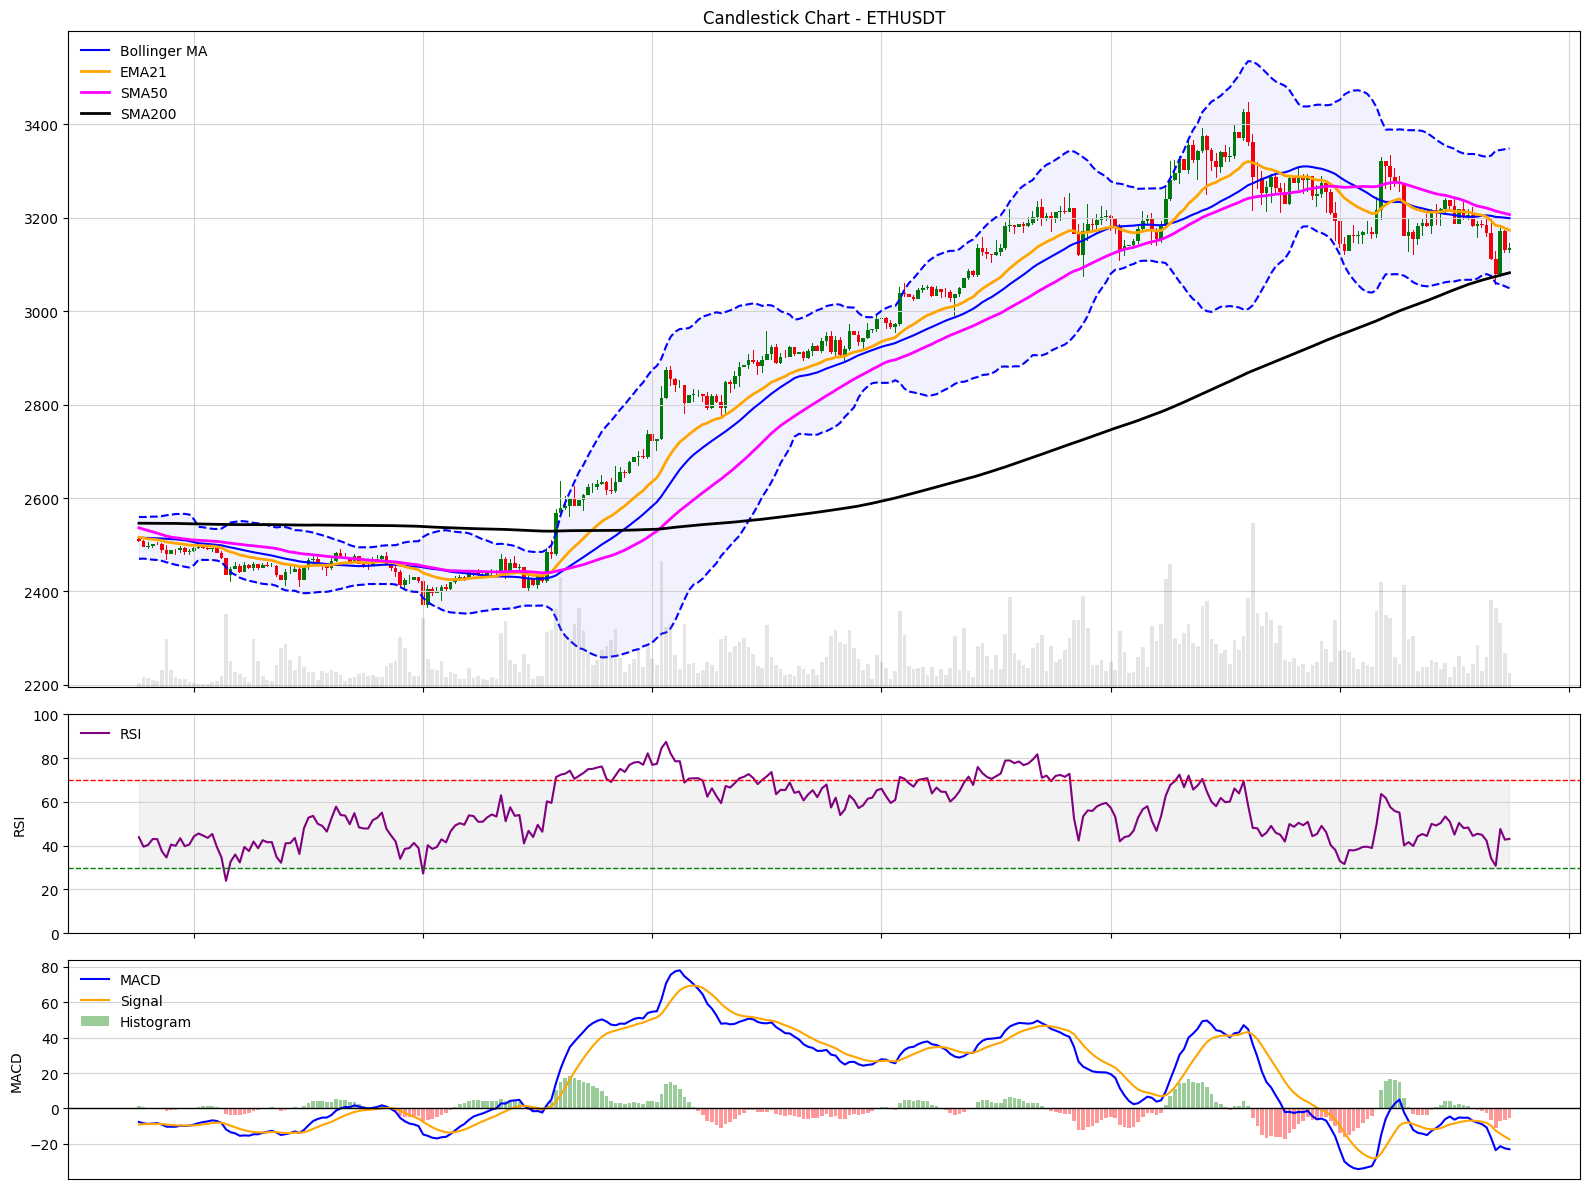 Candlestick Chart - ETHUSDT
Bollinger MA
EMA21
SMA50
SMA200
3400
3200
3000
2800
2600
2400
2200
100
RSI
80
60
RSI
40
20
0
80
MACD
60
Signal
Histogram
40
20
MACD
0
−20